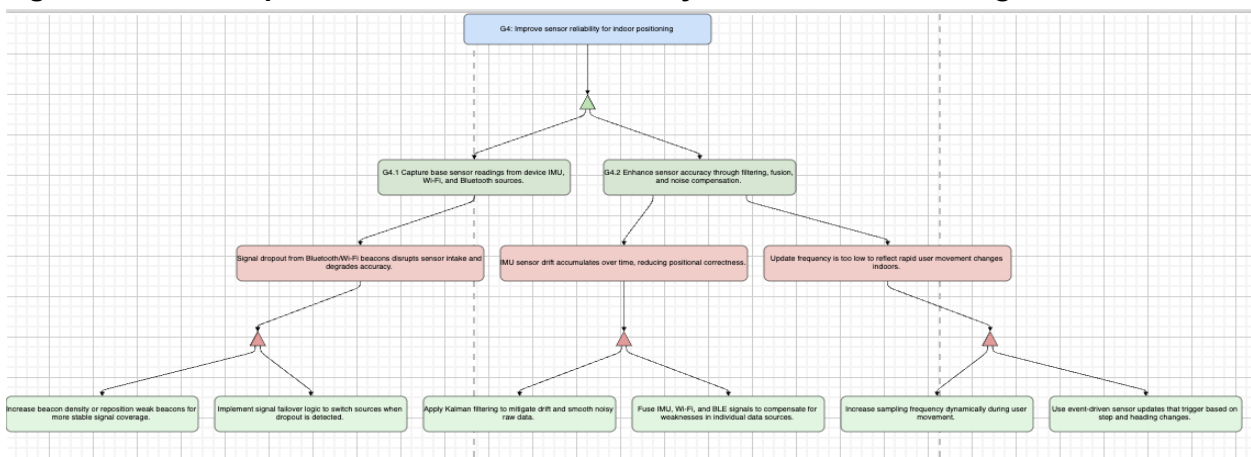 G4: Improve sensor reliability for indoor positioning
G4.1 Capture base sensor readings from device IMU,
Wi-Fi, and Bluetooth sources.
G4.2 Enhance sensor accuracy through filtering, fusion,
and noise compensation.
Signal dropout from Bluetooth/Wi-Fi beacons disrupts sensor intake and
degrades accuracy.
IMU sensor drift accumulates over time, reducing positional correctness.
Update frequency is too low to reflect rapid user movement changes
indoors.
Increase beacon density or reposition weak beacons for
more stable signal coverage.
Implement signal failover logic to switch sources when
dropout is detected.
Apply Kalman filtering to mitigate drift and smooth noisy
raw data.
Fuse IMU, Wi-Fi, and BLE signals to compensate for
weaknesses in individual data sources.
Increase sampling frequency dynamically during user
movement.
Use event-driven sensor updates that trigger based on
step and heading changes.